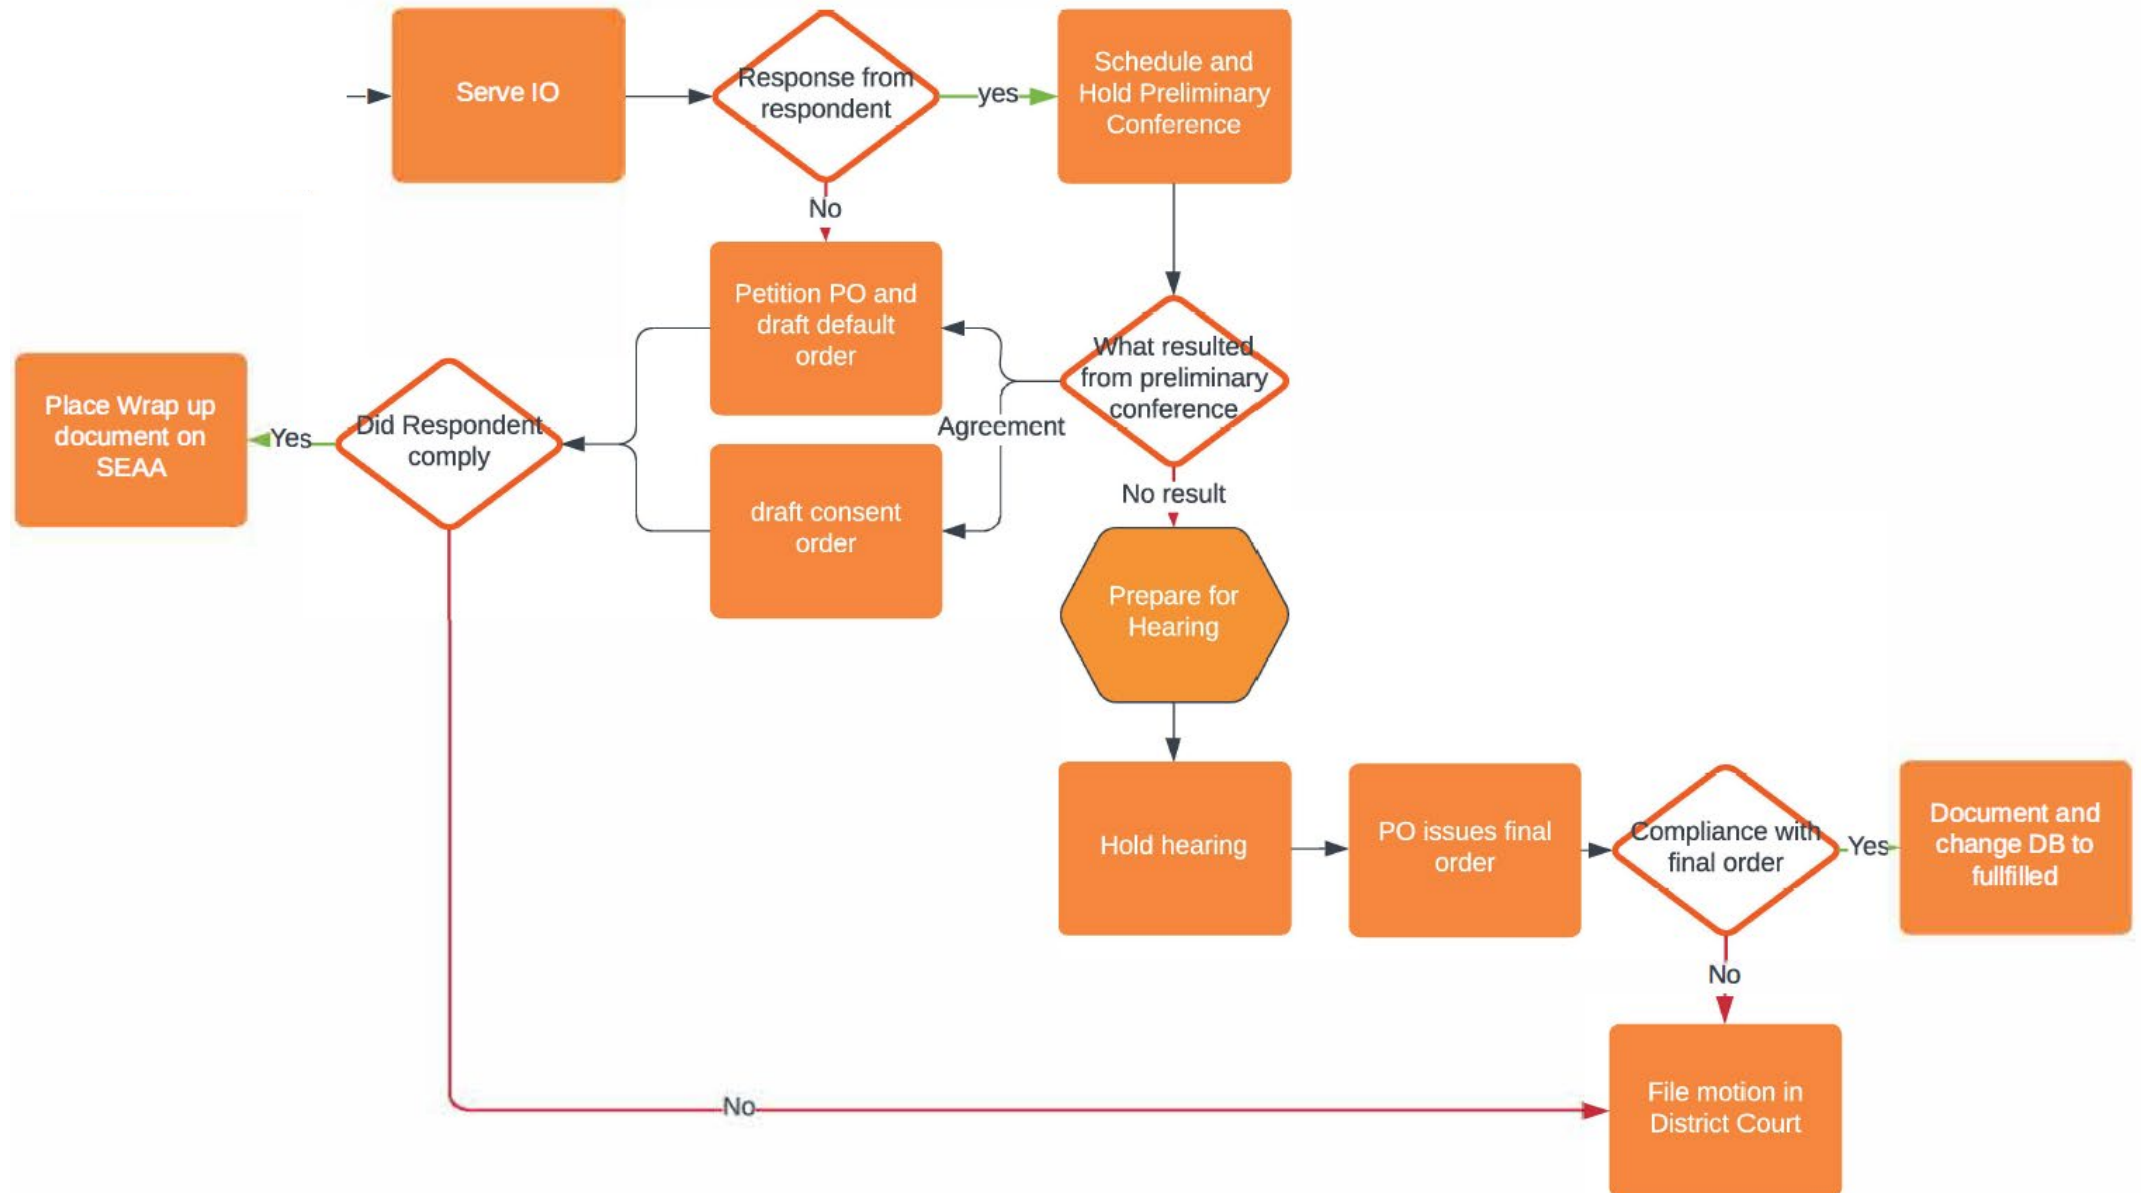 Serve IO
Response from
respondent
yes
Schedule and
Hold Preliminary
Conference
No
Petition PO and
draft default
order
What resulted
from preliminary
conference
Agreement
Place Wrap up
document on
SEAA
Yes
Did Respondent
comply
draft consent
order
No result
Prepare for
Hearing
Hold hearing
PO issues final
order
Compliance with
final order
Yes
Document and
change DB to
fullfilled
No
File motion in
District Court
No